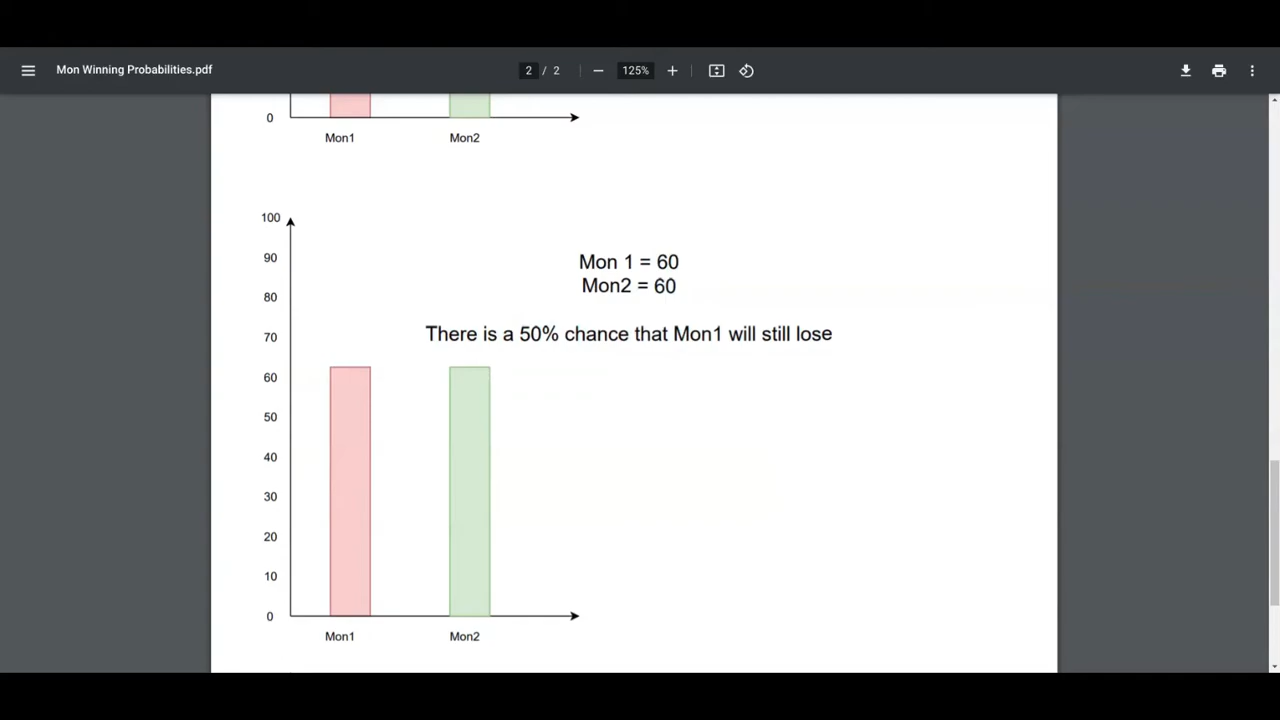 Mon Winning Probabilities.pdf
2 / 2
125%
0
Mon1 Mon2
100
90
80
70
60
50
40
30
20
10
0
Mon 1 = 60
Mon2 = 60
There is a 50% chance that Mon1 will still lose
Mon1 Mon2